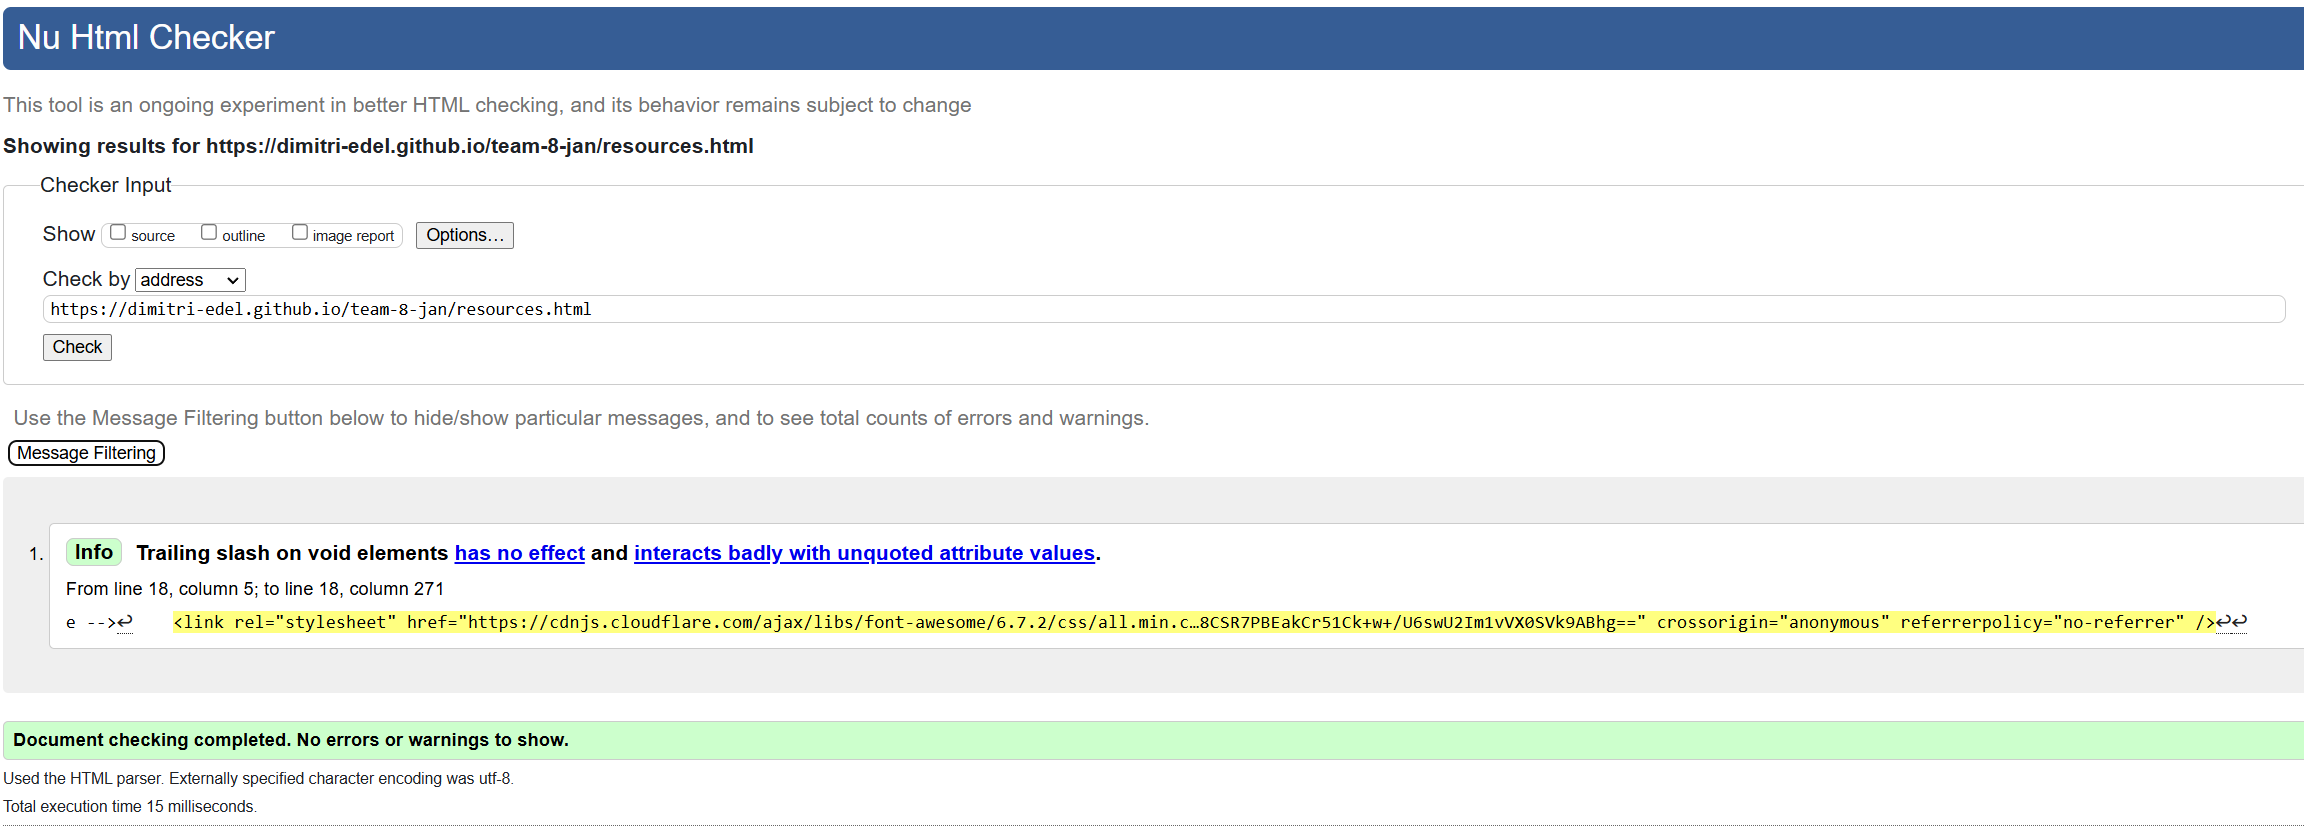 Nu Html Checker
This tool is an ongoing experiment in better HTML checking, and its behavior remains subject to change
Showing results for https://dimitri-edel.github.io/team-8-jan/resources.html
Checker Input
Show source outline image report Options...
Check by address
https://dimitri-edel.github.io/team-8-jan/resources.html
Check
Use the Message Filtering button below to hide/show particular messages, and to see total counts of errors and warnings.
Message Filtering
1. Info Trailing slash on void elements has no effect and interacts badly with unquoted attribute values.
From line 18, column 5; to line 18, column 271
e -->↩    <link rel="stylesheet" href="https://cdnjs.cloudflare.com/ajax/libs/font-awesome/6.7.2/css/all.min.c…8CSR7PBEakCr51Ck+w+/U6swU2Im1vVX0SVk9ABhg==" crossorigin="anonymous" referrerpolicy="no-referrer" />↩↩
Document checking completed. No errors or warnings to show.
Used the HTML parser. Externally specified character encoding was utf-8.
Total execution time 15 milliseconds.